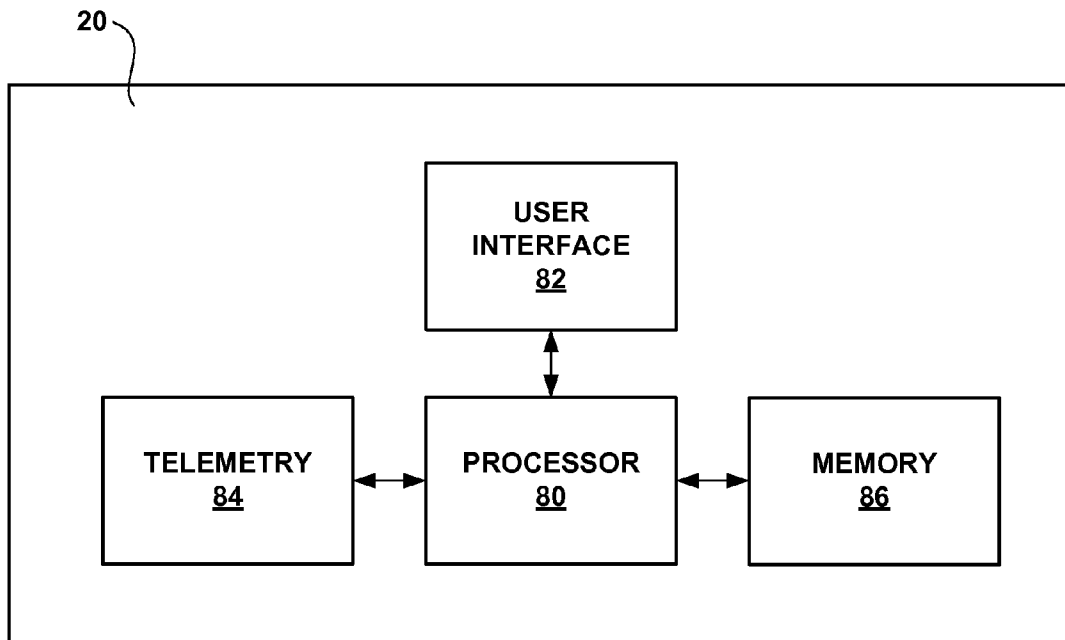 20
USER
INTERFACE
82
TELEMETRY
84
PROCESSOR
80
MEMORY
86